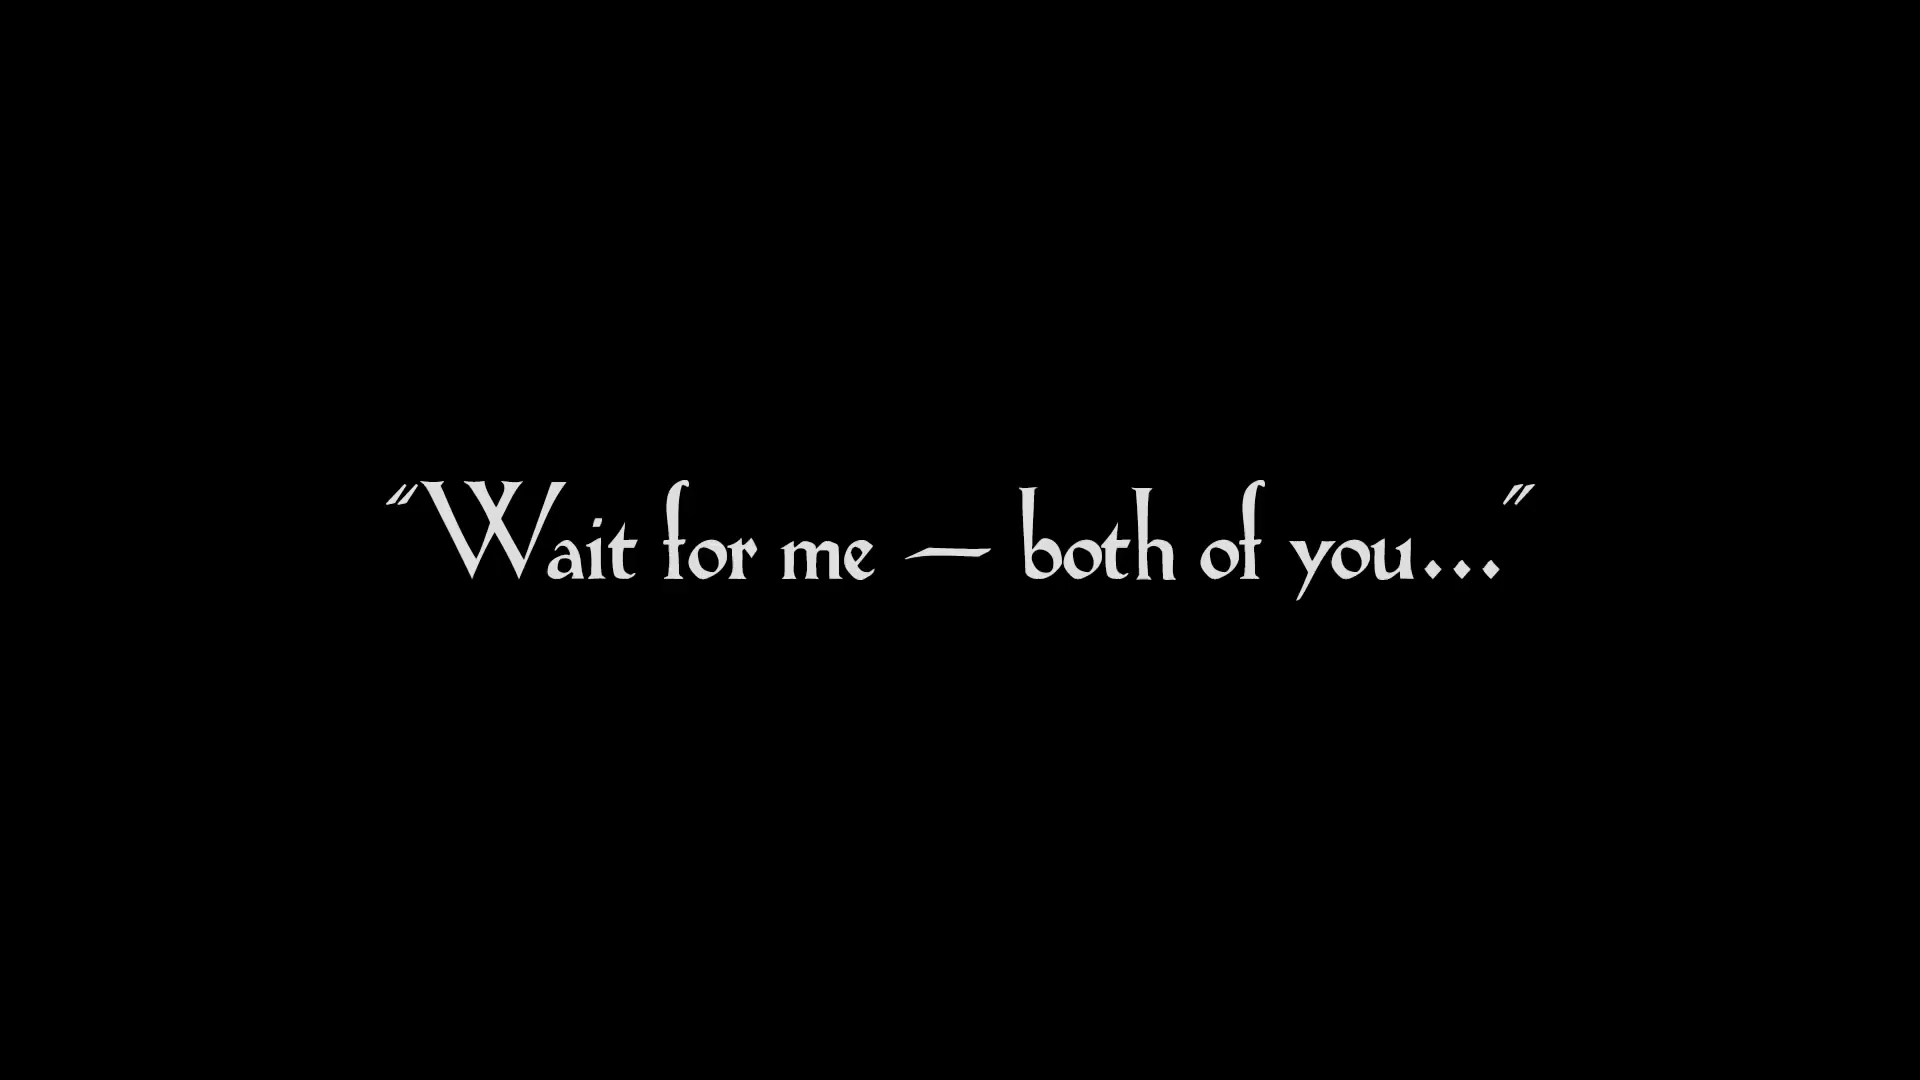 “Wait for me — both of you...”